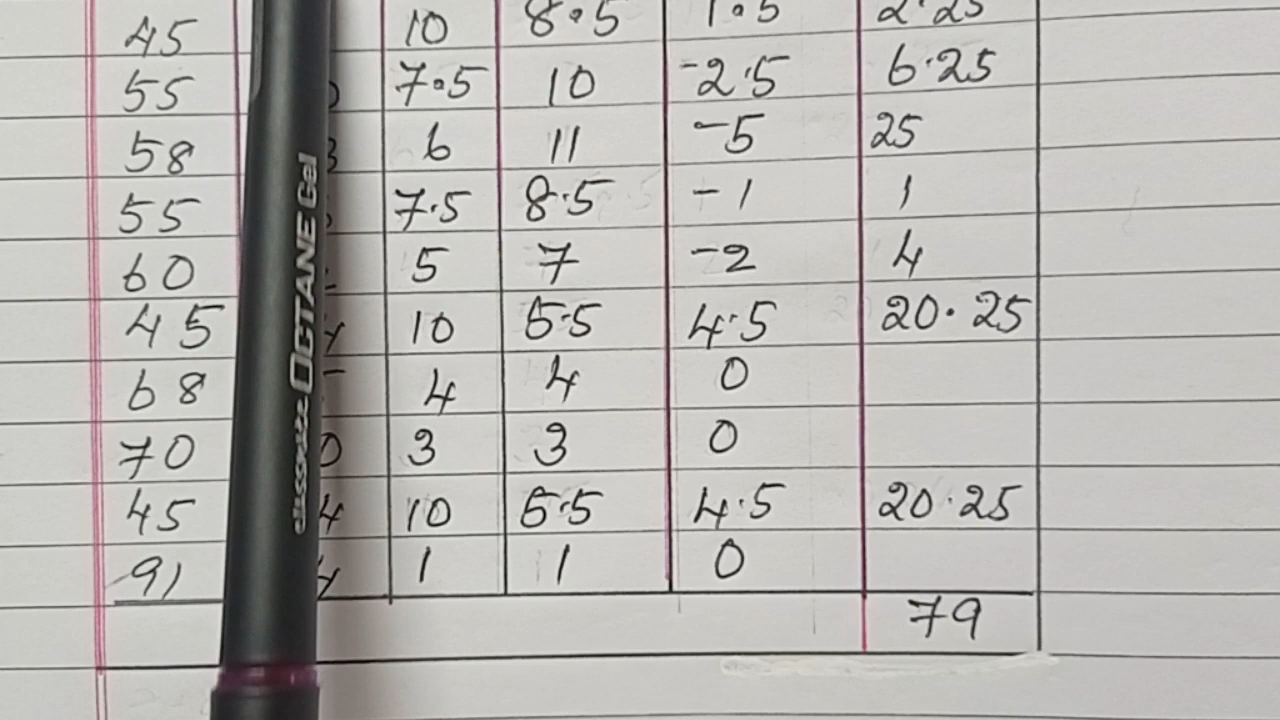 45 10 8.5 1.5 2.25
55 7.5 10 -2.5 6.25
58 3 6 11 -5 25
55 7.5 8.5 -1 1
60 5 7 -2 4
45 10 5.5 4.5 20.25
68 4 4 0
70 0 3 3 0
45 4 10 5.5 4.5 20.25
91 1 1 0
79
OCTANE Gel